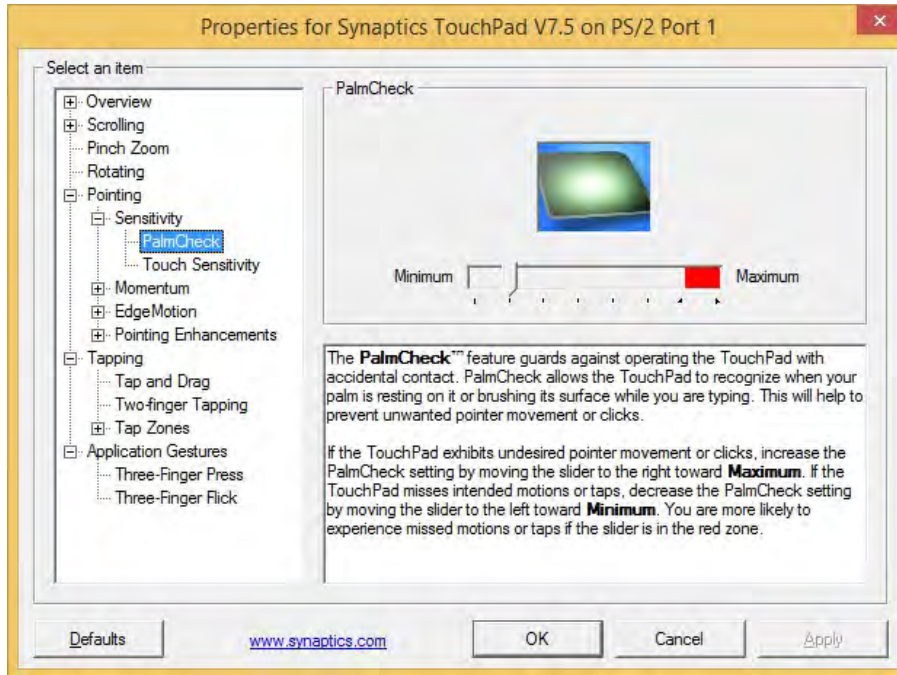 Properties for Synaptics TouchPad V7.5 on PS/2 Port 1
Select an item
Overview
Scrolling
Pinch Zoom
Rotating
Pointing
Sensitivity
PalmCheck
Touch Sensitivity
Momentum
EdgeMotion
Pointing Enhancements
Tapping
Tap and Drag
Two-finger Tapping
Tap Zones
Application Gestures
Three-Finger Press
Three-Finger Flick
PalmCheck
Minimum
Maximum
The PalmCheck™ feature guards against operating the TouchPad with
accidental contact. PalmCheck allows the TouchPad to recognize when your
palm is resting on it or brushing its surface while you are typing. This will help to
prevent unwanted pointer movement or clicks.
If the TouchPad exhibits undesired pointer movement or clicks, increase the
PalmCheck setting by moving the slider to the right toward Maximum. If the
TouchPad misses intended motions or taps, decrease the PalmCheck setting
by moving the slider to the left toward Minimum. You are more likely to
experience missed motions or taps if the slider is in the red zone.
Defaults
www.synaptics.com
OK
Cancel
Apply